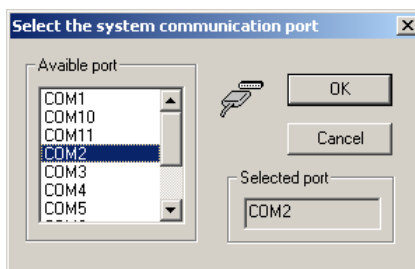 Select the system communication port
Avaible port
COM1
COM10
COM11
COM2
COM3
COM4
COM5
OK
Cancel
Selected port
COM2